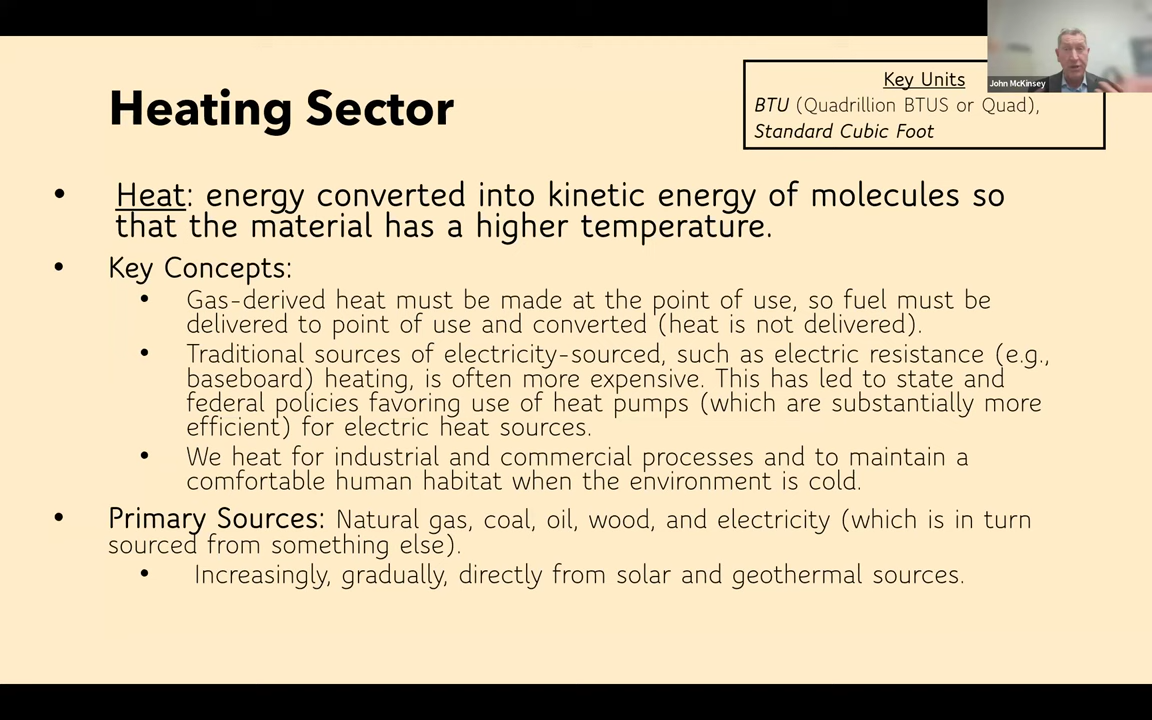 John McKinsey
Heating Sector
Key Units
BTU (Quadrillion BTUS or Quad),
Standard Cubic Foot
• Heat: energy converted into kinetic energy of molecules so
that the material has a higher temperature.
• Key Concepts:
• Gas-derived heat must be made at the point of use, so fuel must be
delivered to point of use and converted (heat is not delivered).
• Traditional sources of electricity-sourced, such as electric resistance (e.g.,
baseboard) heating, is often more expensive. This has led to state and
federal policies favoring use of heat pumps (which are substantially more
efficient) for electric heat sources.
• We heat for industrial and commercial processes and to maintain a
comfortable human habitat when the environment is cold.
• Primary Sources: Natural gas, coal, oil, wood, and electricity (which is in turn
sourced from something else).
• Increasingly, gradually, directly from solar and geothermal sources.